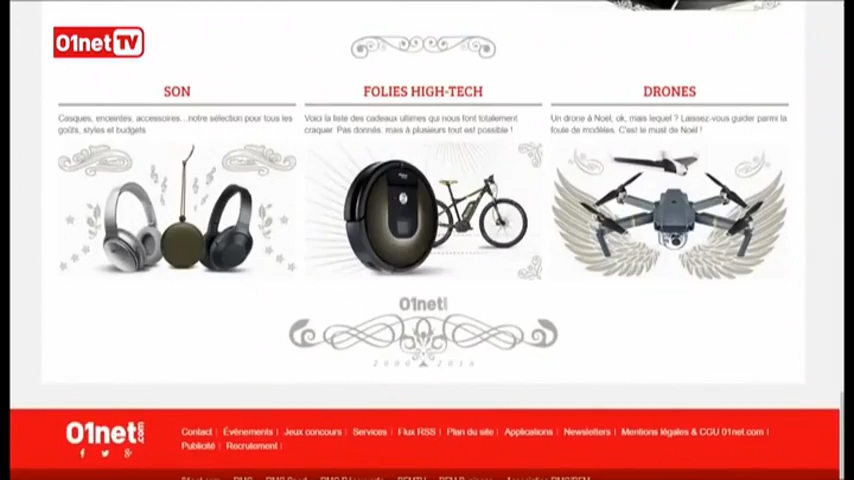 01net TV
SON
FOLIES HIGH-TECH
DRONES
Casques, enceintes, accessoires...notre sélection pour tous les
goûts, styles et budgets
Voici la liste des cadeaux ultimes qui nous font totalement
craquer. Pas donnés, mais à plusieurs tout est possible !
Un drone à Noël, ok, mais lequel ? Laissez-vous guider parmi la
foule de modèles. C'est le must de Noël !
01net
2000 2016
01net.com
Contact | Événements | Jeux concours | Services | Flux RSS | Plan du site | Applications | Newsletters | Mentions légales & CGU 01net.com |
Publicité | Recrutement |